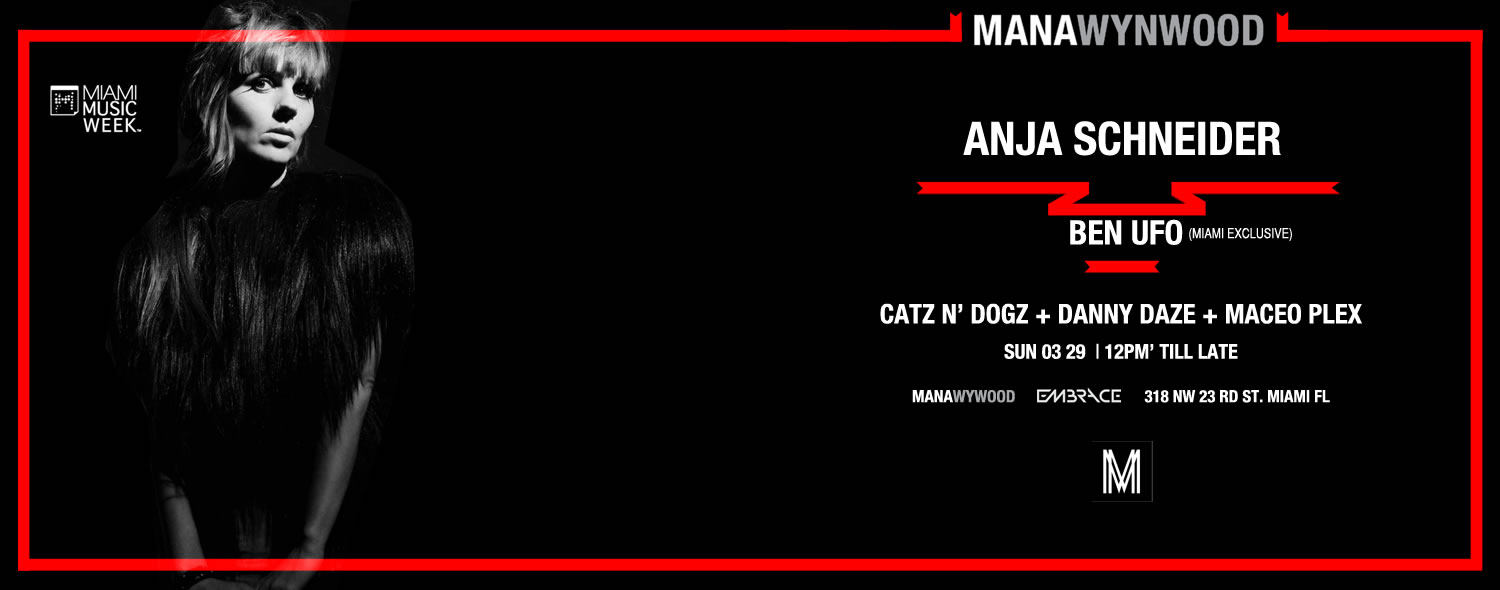 MANAWYNWOOD
MIAMI
MUSIC
WEEK™
ANJA SCHNEIDER
BEN UFO (MIAMI EXCLUSIVE)
CATZ N’ DOGZ + DANNY DAZE + MACEO PLEX
SUN 03 29 | 12PM’ TILL LATE
MANAWYWOOD EMBRACE 318 NW 23 RD ST. MIAMI FL
M